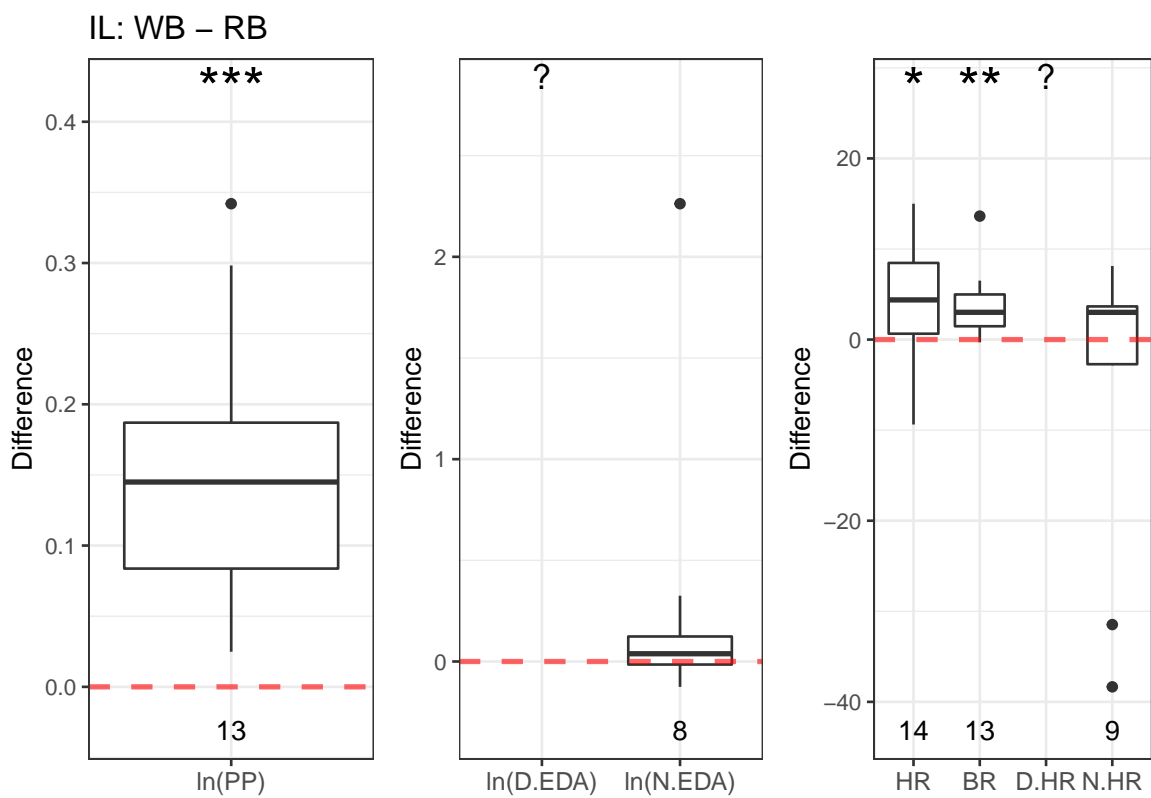 IL: WB – RB
***
0.4
0.3
0.2
0.1
0.0
Difference
13
ln(PP)
?
2
1
0
Difference
8
ln(D.EDA) ln(N.EDA)
* ** ?
20
0
−20
−40
Difference
14 13 9
HR BR D.HR N.HR